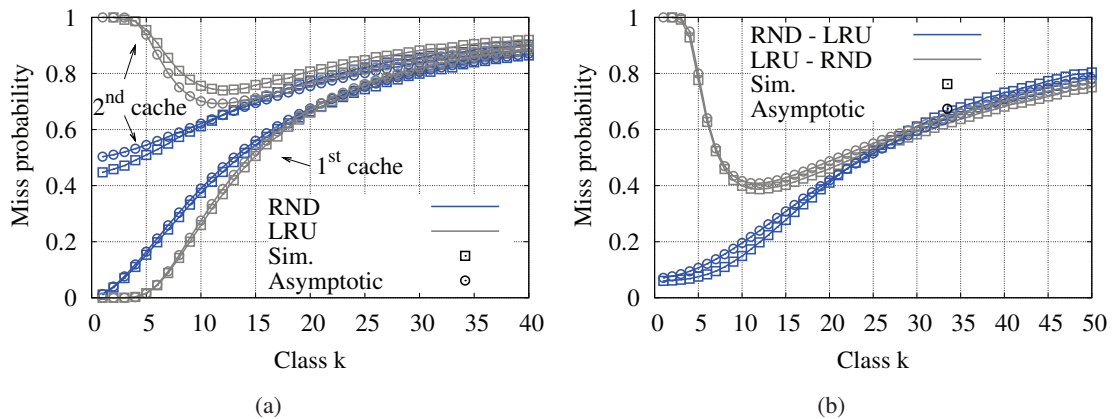 Miss probability
1
0.8
0.6
0.4
0.2
0
2nd cache
1st cache
RND
LRU
Sim.
Asymptotic
0 5 10 15 20 25 30 35 40
Class k
(a)
Miss probability
1
0.8
0.6
0.4
0.2
0
RND - LRU
LRU - RND
Sim.
Asymptotic
0 5 10 15 20 25 30 35 40 45 50
Class k
(b)